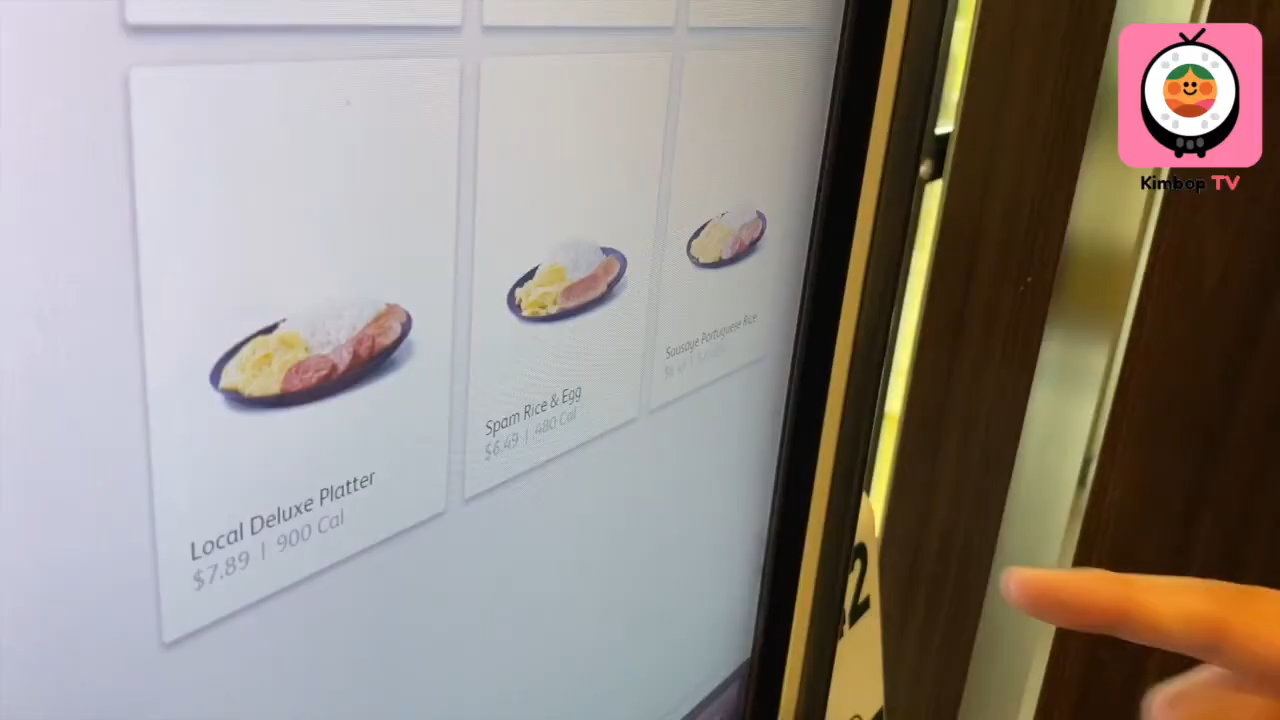 Kimbop TV
Local Deluxe Platter
$7.89 | 900 Cal
Spam Rice & Egg
$6.49 | 480 Cal
Sausage Portuguese Rice
2